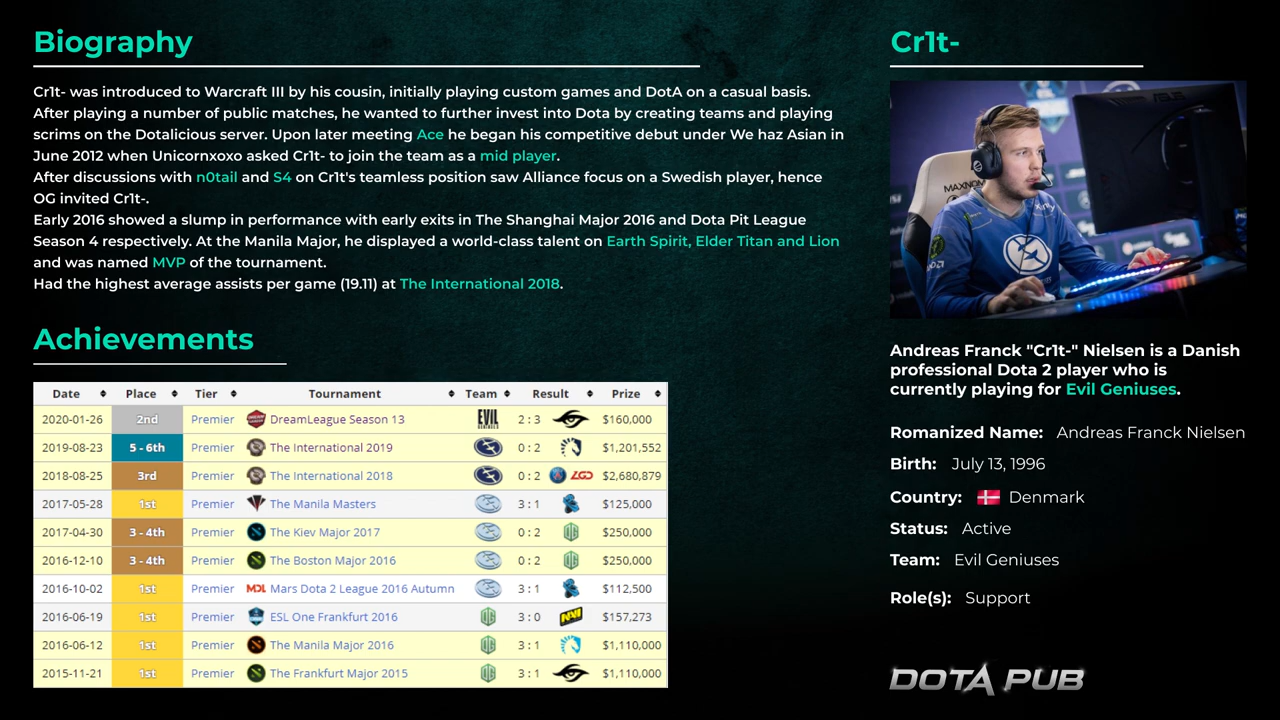 Biography
Cr1t- was introduced to Warcraft III by his cousin, initially playing custom games and DotA on a casual basis.
After playing a number of public matches, he wanted to further invest into Dota by creating teams and playing
scrims on the Dotalicious server. Upon later meeting Ace he began his competitive debut under We haz Asian in
June 2012 when Unicornxoxo asked Cr1t- to join the team as a mid player.
After discussions with n0tail and S4 on Cr1t's teamless position saw Alliance focus on a Swedish player, hence
OG invited Cr1t-.
Early 2016 showed a slump in performance with early exits in The Shanghai Major 2016 and Dota Pit League
Season 4 respectively. At the Manila Major, he displayed a world-class talent on Earth Spirit, Elder Titan and Lion
and was named MVP of the tournament.
Had the highest average assists per game (19.11) at The International 2018.
Achievements
Date Place Tier Tournament Team Result Prize
2020-01-26 2nd Premier DreamLeague Season 13 EVIL 2 : 3 $160,000
2019-08-23 5 - 6th Premier The International 2019 0 : 2 $1,201,552
2018-08-25 3rd Premier The International 2018 0 : 2 LGD $2,680,879
2017-05-28 1st Premier The Manila Masters 3 : 1 $125,000
2017-04-30 3 - 4th Premier The Kiev Major 2017 0 : 2 OG $250,000
2016-12-10 3 - 4th Premier The Boston Major 2016 0 : 2 OG $250,000
2016-10-02 1st Premier MDL Mars Dota 2 League 2016 Autumn 3 : 1 $112,500
2016-06-19 1st Premier ESL One Frankfurt 2016 OG 3 : 0 $157,273
2016-06-12 1st Premier The Manila Major 2016 OG 3 : 1 $1,110,000
2015-11-21 1st Premier The Frankfurt Major 2015 OG 3 : 1 $1,110,000
Cr1t-
ASUS
MAXNOM
Andreas Franck "Cr1t-" Nielsen is a Danish
professional Dota 2 player who is
currently playing for Evil Geniuses.
Romanized Name: Andreas Franck Nielsen
Birth: July 13, 1996
Country: Denmark
Status: Active
Team: Evil Geniuses
Role(s): Support
DOTA PUB